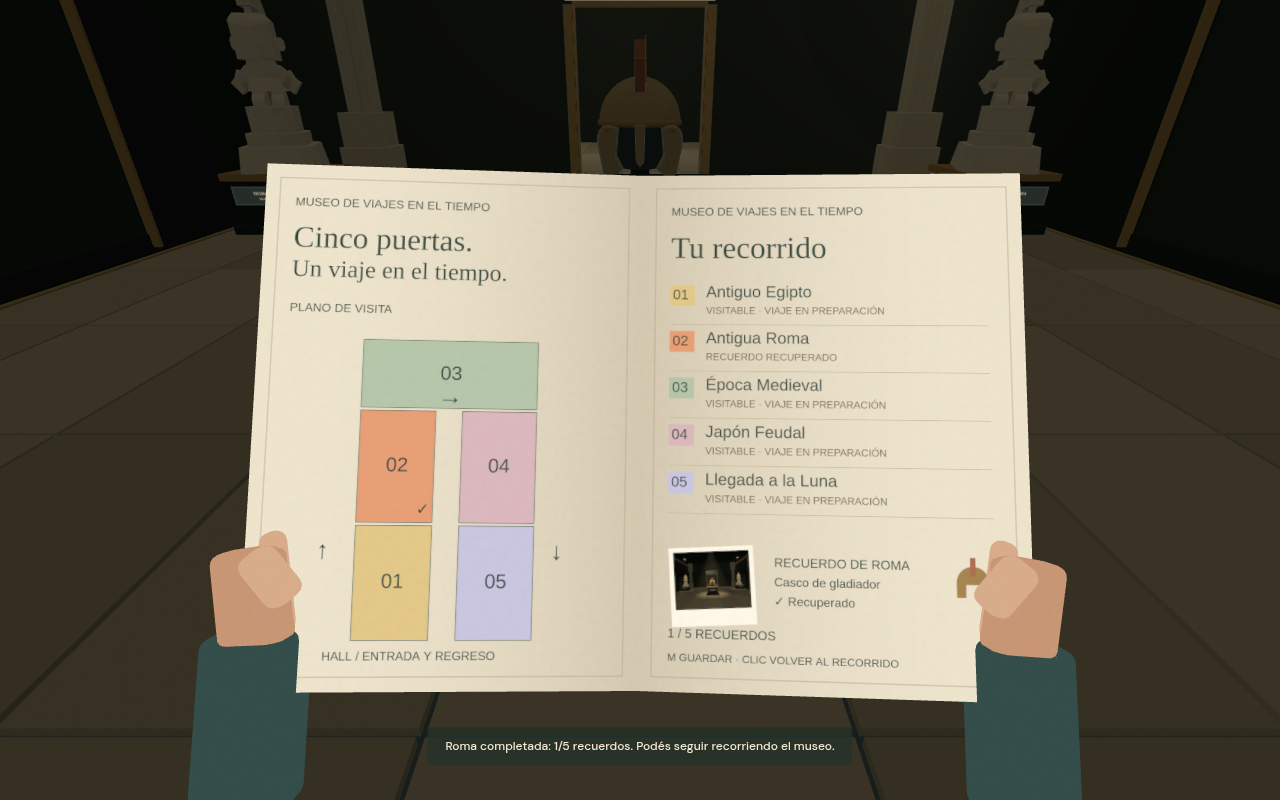 MUSEO DE VIAJES EN EL TIEMPO
Cinco puertas.
Un viaje en el tiempo.
PLANO DE VISITA
03
→
02
04
✓
↑
↓
01
05
HALL / ENTRADA Y REGRESO
MUSEO DE VIAJES EN EL TIEMPO
Tu recorrido
01 Antiguo Egipto
VISITABLE · VIAJE EN PREPARACIÓN
02 Antigua Roma
RECUERDO RECUPERADO
03 Época Medieval
VISITABLE · VIAJE EN PREPARACIÓN
04 Japón Feudal
VISITABLE · VIAJE EN PREPARACIÓN
05 Llegada a la Luna
VISITABLE · VIAJE EN PREPARACIÓN
RECUERDO DE ROMA
Casco de gladiador
✓ Recuperado
1 / 5 RECUERDOS
M GUARDAR · CLIC VOLVER AL RECORRIDO
Roma completada: 1/5 recuerdos. Podés seguir recorriendo el museo.